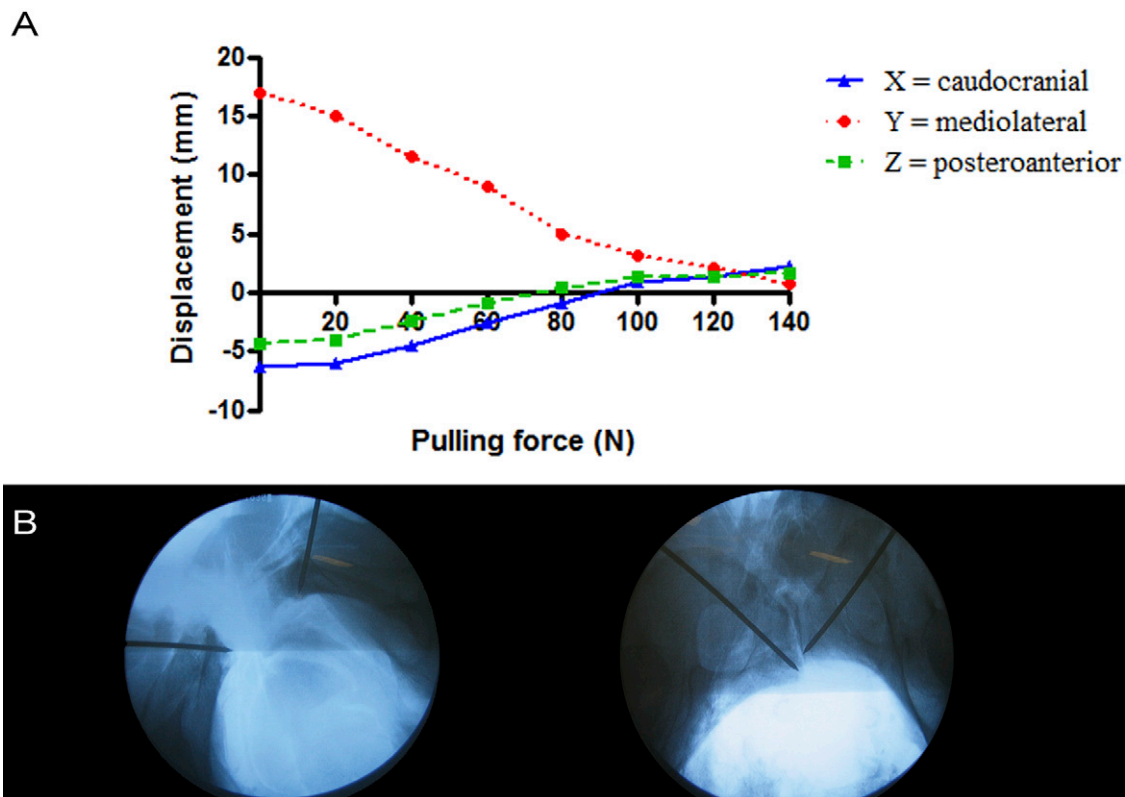 A
Displacement (mm)
20
15
10
5
0
-5
-10
20 40 60 80 100 120 140
Pulling force (N)
X = caudocranial
Y = mediolateral
Z = posteroanterior
B